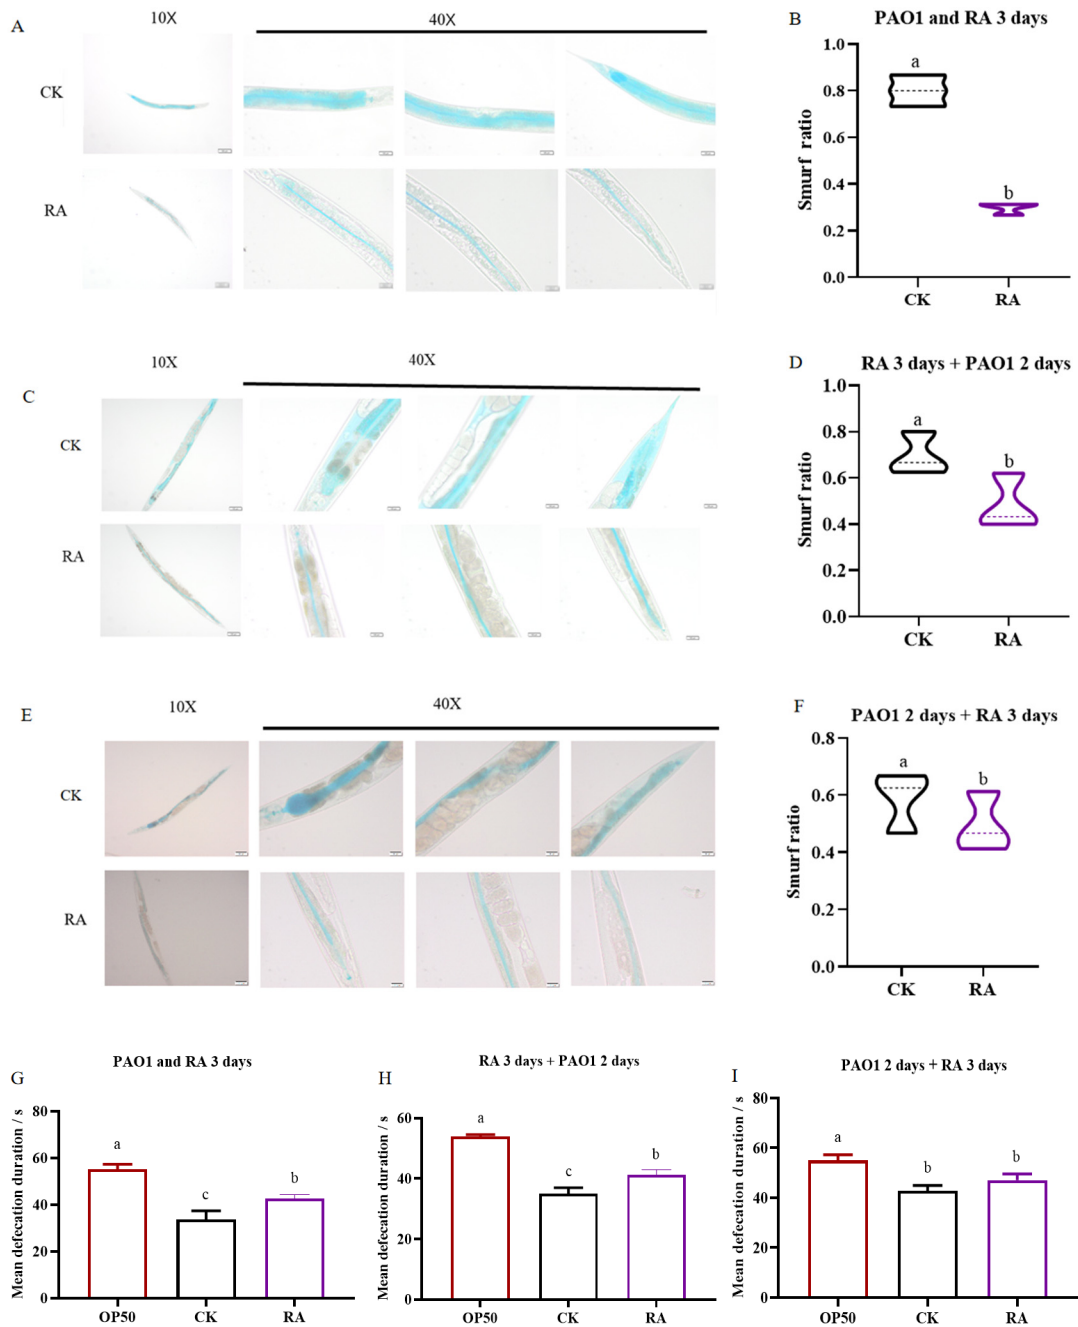 A
10X
40X
CK
RA
B
PAO1 and RA 3 days
Smurf ratio
1.0
0.8
0.6
0.4
0.2
0.0
a
b
CK
RA
C
10X
40X
CK
RA
D
RA 3 days + PAO1 2 days
Smurf ratio
1.0
0.8
0.6
0.4
0.2
0.0
a
b
CK
RA
E
10X
40X
CK
RA
F
PAO1 2 days + RA 3 days
Smurf ratio
0.8
0.6
0.4
0.2
0.0
a
b
CK
RA
G
PAO1 and RA 3 days
Mean defecation duration / s
80
60
40
20
0
a
c
b
OP50
CK
RA
H
RA 3 days + PAO1 2 days
Mean defecation duration / s
60
40
20
0
a
c
b
OP50
CK
RA
I
PAO1 2 days + RA 3 days
Mean defecation duration / s
80
60
40
20
0
a
b
b
OP50
CK
RA